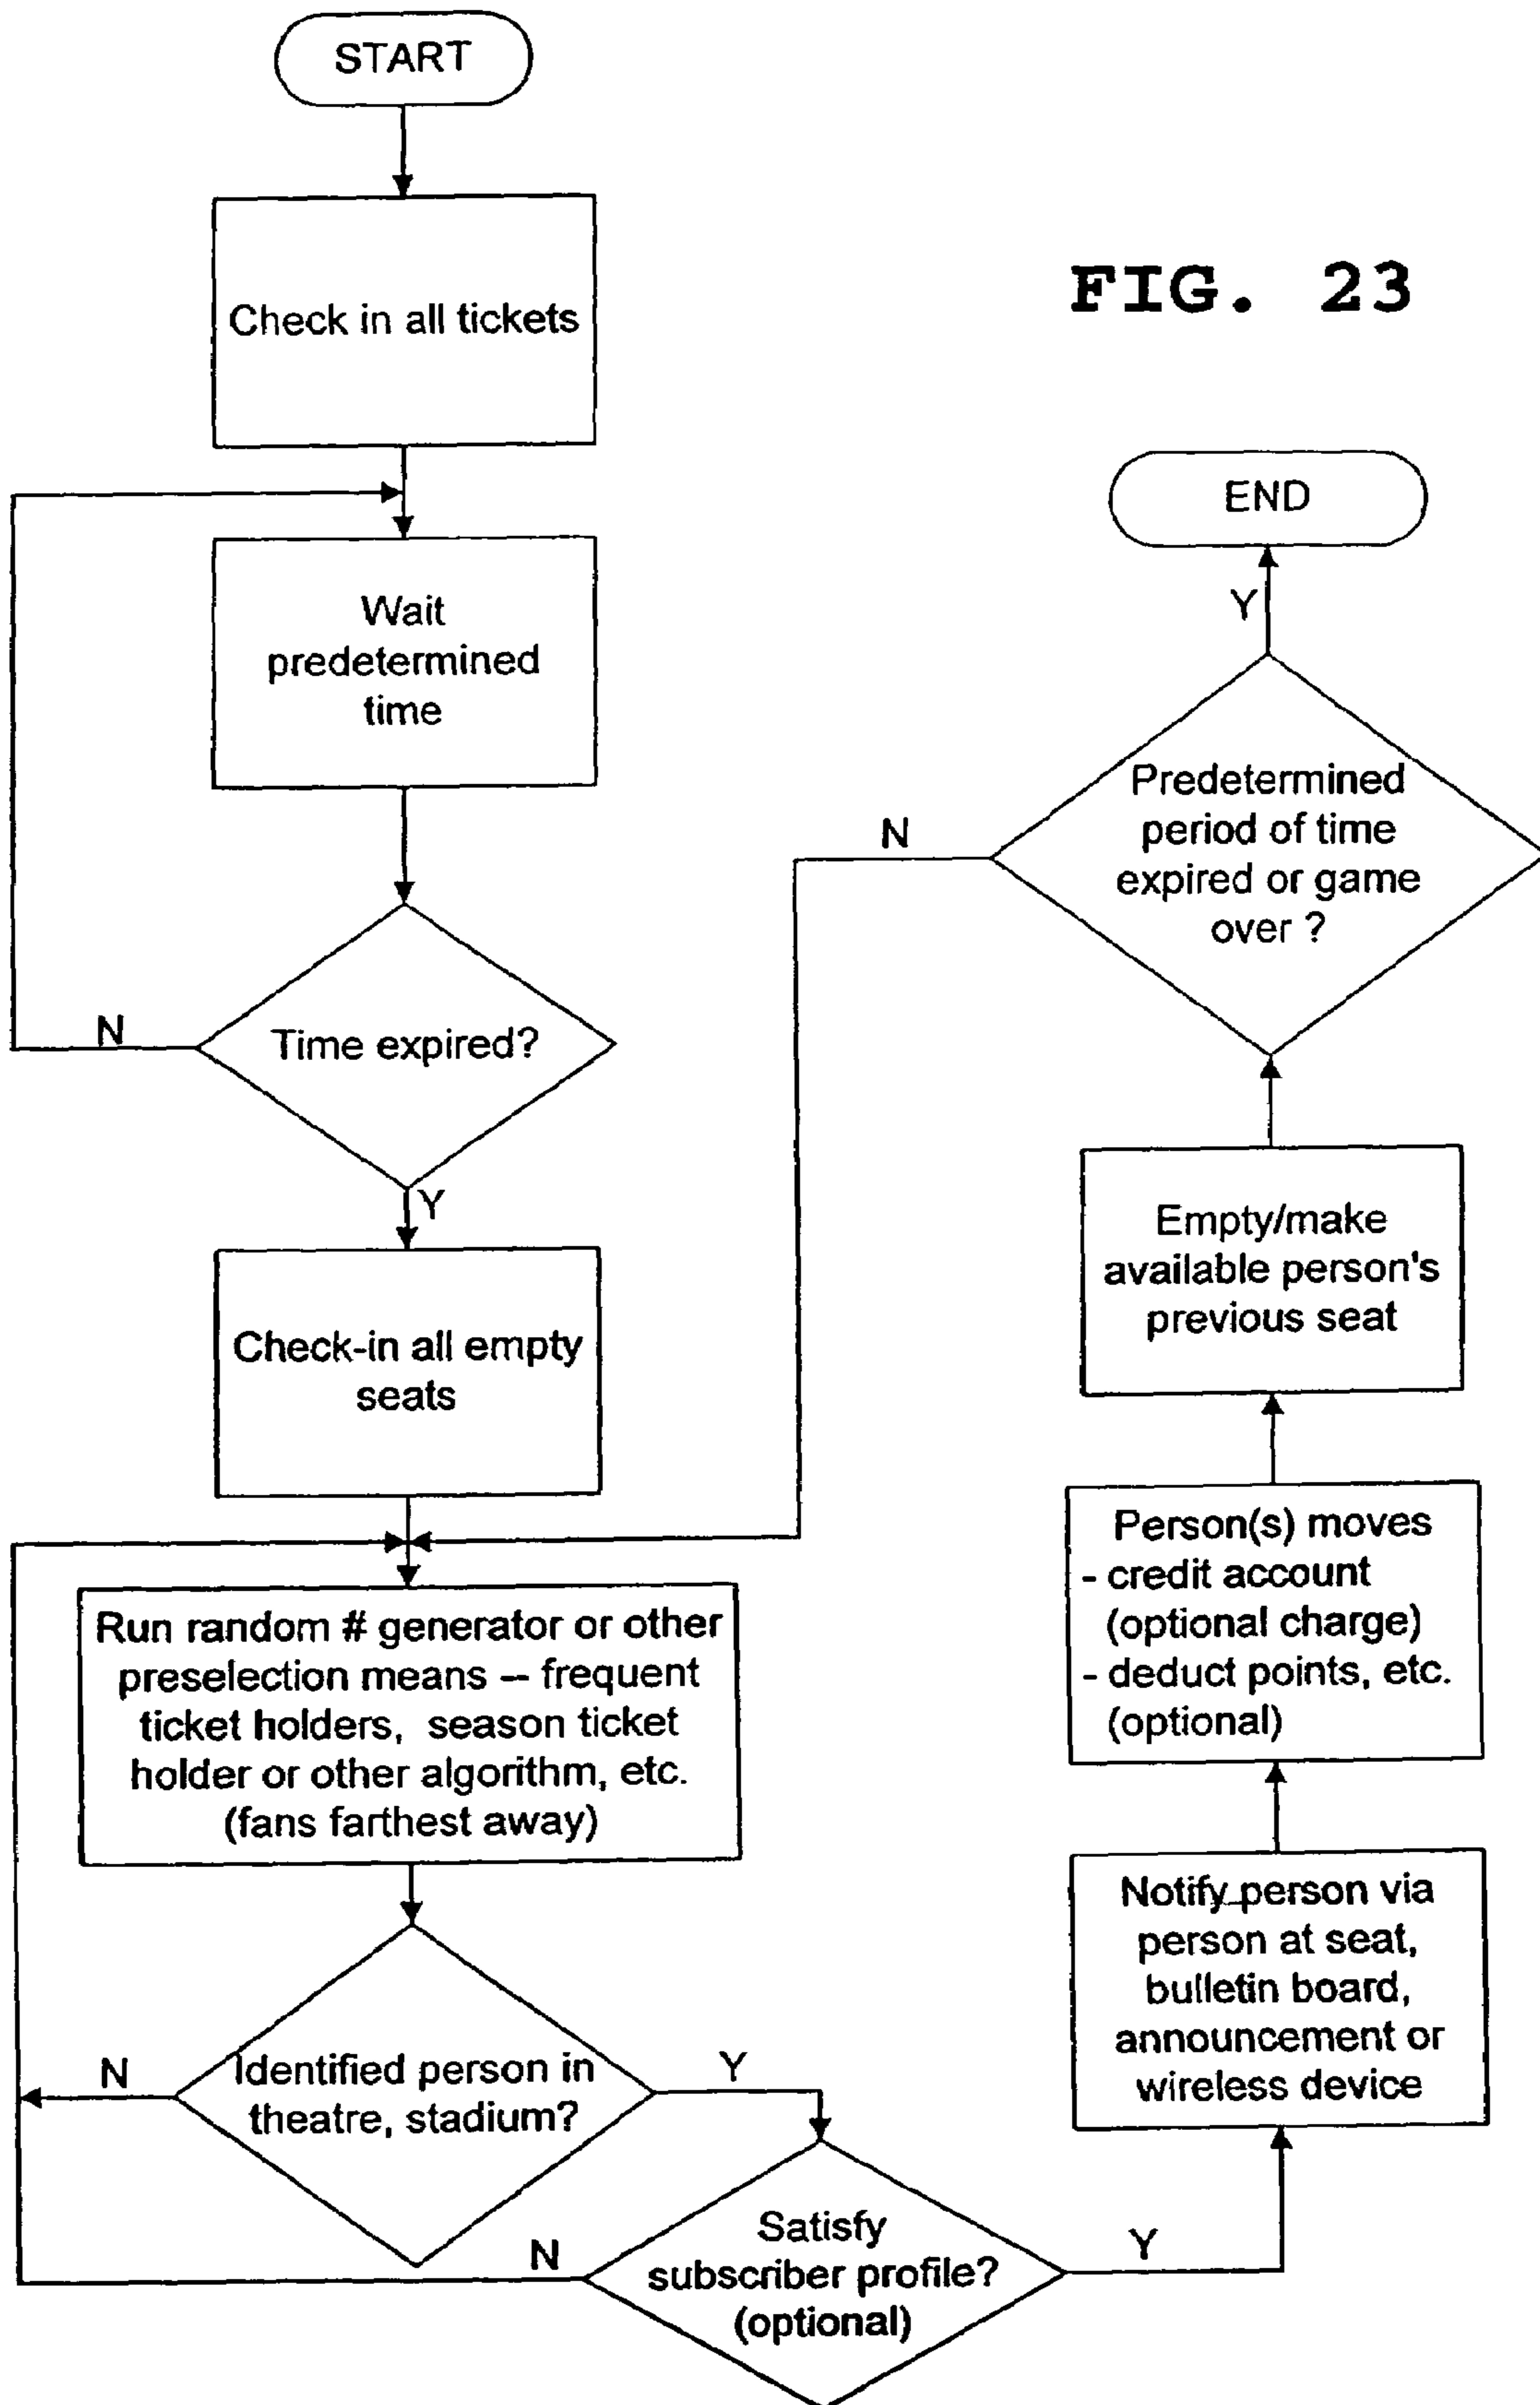 START
FIG. 23
Check in all tickets
Wait
predetermined
time
Time expired?
N
Y
Check-in all empty
seats
Run random # generator or other
preselection means -- frequent
ticket holders, season ticket
holder or other algorithm, etc.
(fans farthest away)
Identified person in
theatre, stadium?
N
Y
Satisfy
subscriber profile?
(optional)
N
Y
Notify person via
person at seat,
bulletin board,
announcement or
wireless device
Person(s) moves
- credit account
(optional charge)
- deduct points, etc.
(optional)
Empty/make
available person's
previous seat
Predetermined
period of time
expired or game
over ?
N
Y
END